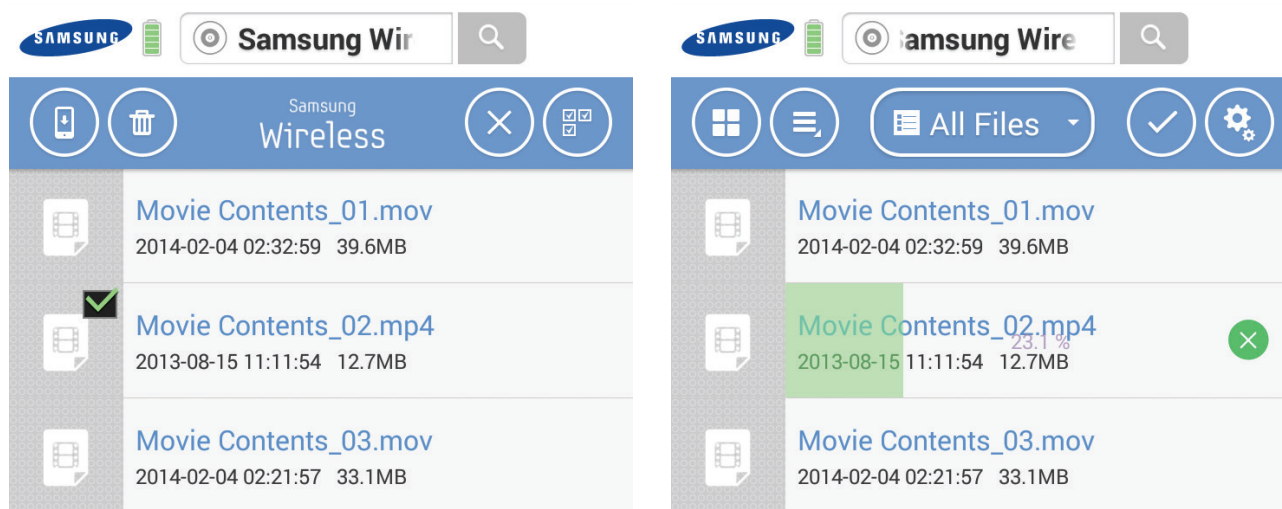 SAMSUNG
Samsung Wir
Samsung
Wireless
Movie Contents_01.mov
2014-02-04 02:32:59 39.6MB
Movie Contents_02.mp4
2013-08-15 11:11:54 12.7MB
Movie Contents_03.mov
2014-02-04 02:21:57 33.1MB
SAMSUNG
Samsung Wire
All Files
Movie Contents_01.mov
2014-02-04 02:32:59 39.6MB
Movie Contents_02.mp4
23.1 %
2013-08-15 11:11:54 12.7MB
Movie Contents_03.mov
2014-02-04 02:21:57 33.1MB